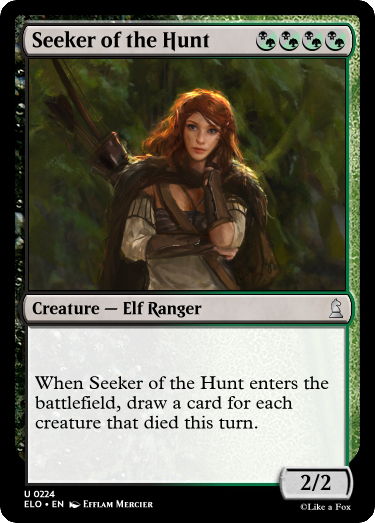 Seeker of the Hunt
Creature — Elf Ranger
When Seeker of the Hunt enters the
battlefield, draw a card for each
creature that died this turn.
2/2
U 0224
ELO • EN Efflam Mercier
©Like a Fox